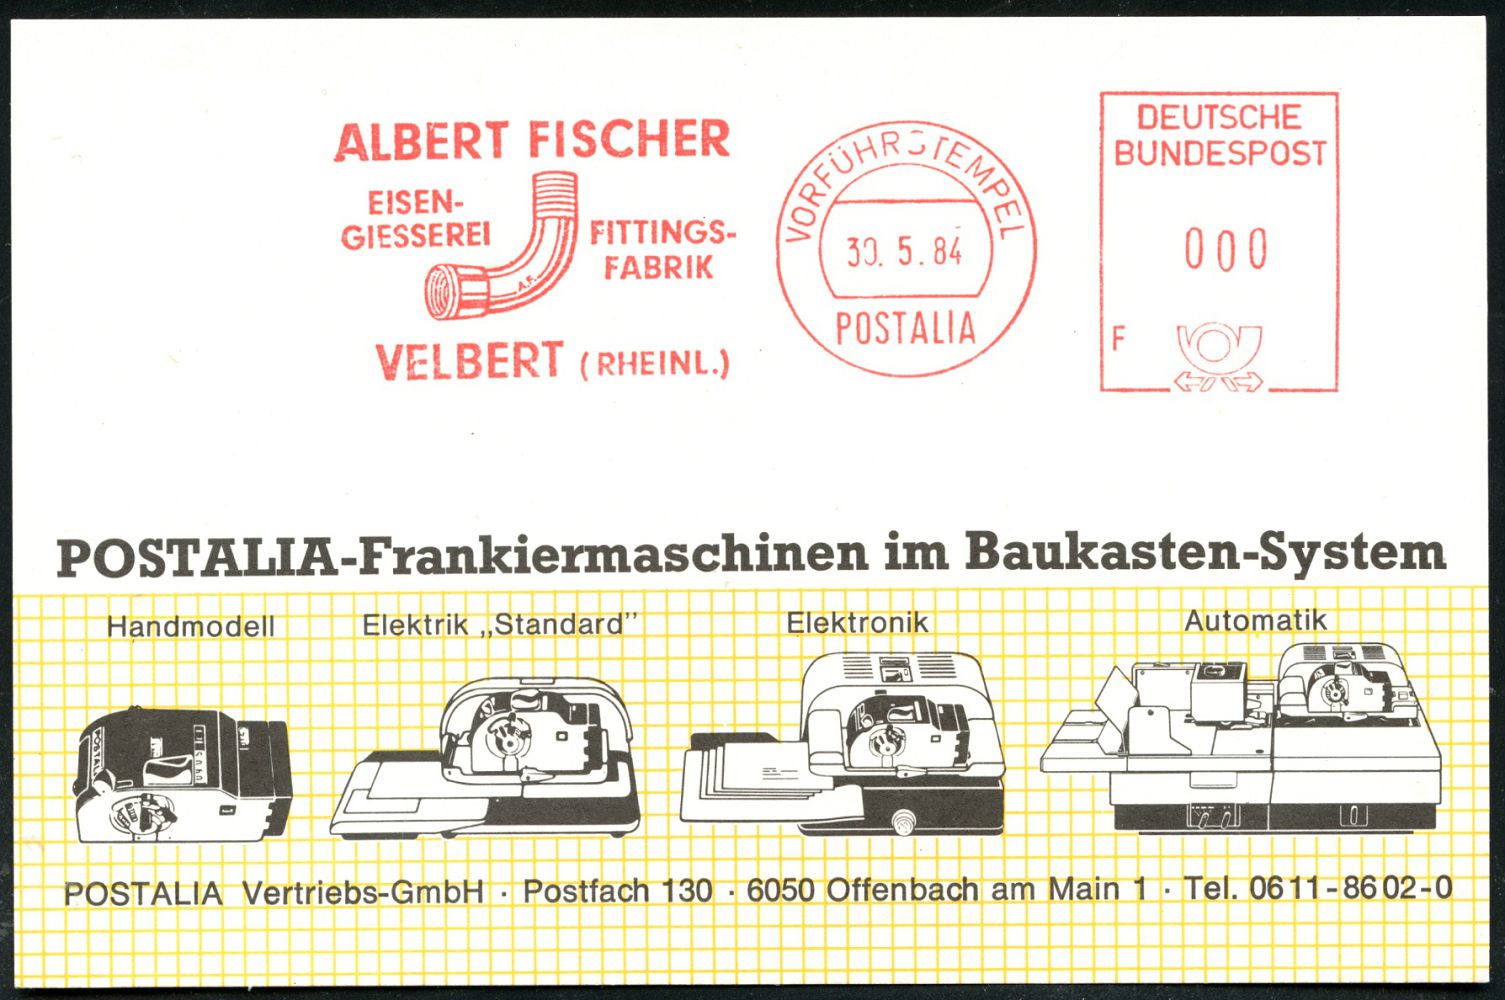 ALBERT FISCHER
EISEN-
GIESSEREI
FITTINGS-
FABRIK
A.F.
VELBERT (RHEINL.)
VORFÜHRSTEMPEL
30. 5. 84
POSTALIA
DEUTSCHE
BUNDESPOST
000
F
POSTALIA-Frankiermaschinen im Baukasten-System
Handmodell
Elektrik „Standard”
Elektronik
Automatik
POSTALIA
POSTALIA Vertriebs-GmbH · Postfach 130 · 6050 Offenbach am Main 1 · Tel. 0611-8602-0